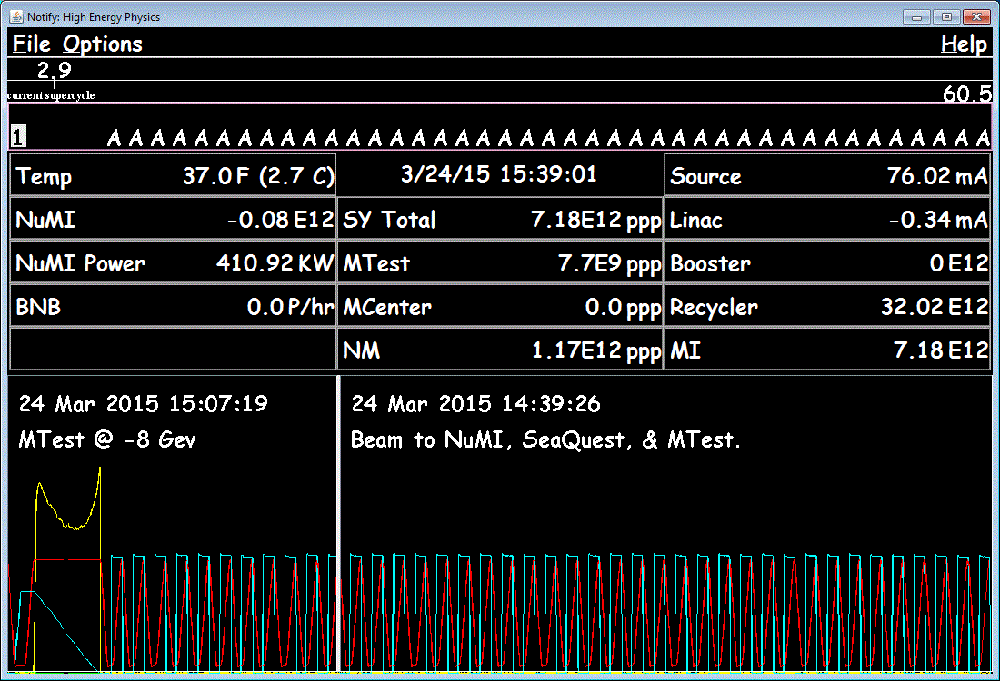 Notify: High Energy Physics
File Options Help
2.9
current supercycle
60.5
1 A A A A A A A A A A A A A A A A A A A A A A A A A A A A A A A A A A A A A A A A A
Temp 37.0 F (2.7 C) 3/24/15 15:39:01 Source 76.02 mA
NuMI -0.08 E12 SY Total 7.18E12 ppp Linac -0.34 mA
NuMI Power 410.92 KW MTest 7.7E9 ppp Booster 0 E12
BNB 0.0 P/hr MCenter 0.0 ppp Recycler 32.02 E12
NM 1.17E12 ppp MI 7.18 E12
24 Mar 2015 15:07:19
MTest @ -8 Gev
24 Mar 2015 14:39:26
Beam to NuMI, SeaQuest, & MTest.